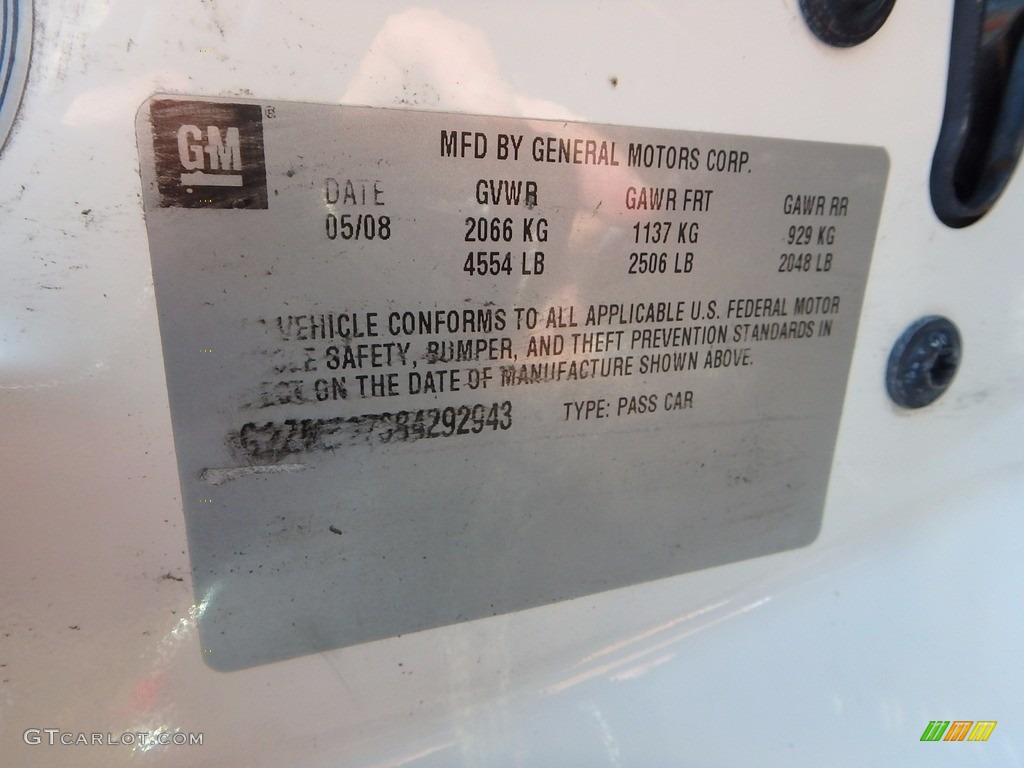 GM ®
MFD BY GENERAL MOTORS CORP.
DATE GVWR GAWR FRT GAWR RR
05/08 2066 KG 1137 KG 929 KG
4554 LB 2506 LB 2048 LB
VEHICLE CONFORMS TO ALL APPLICABLE U.S. FEDERAL MOTOR
SAFETY, BUMPER, AND THEFT PREVENTION STANDARDS IN
ON THE DATE OF MANUFACTURE SHOWN ABOVE.
TYPE: PASS CAR
GTCARLOT.COM